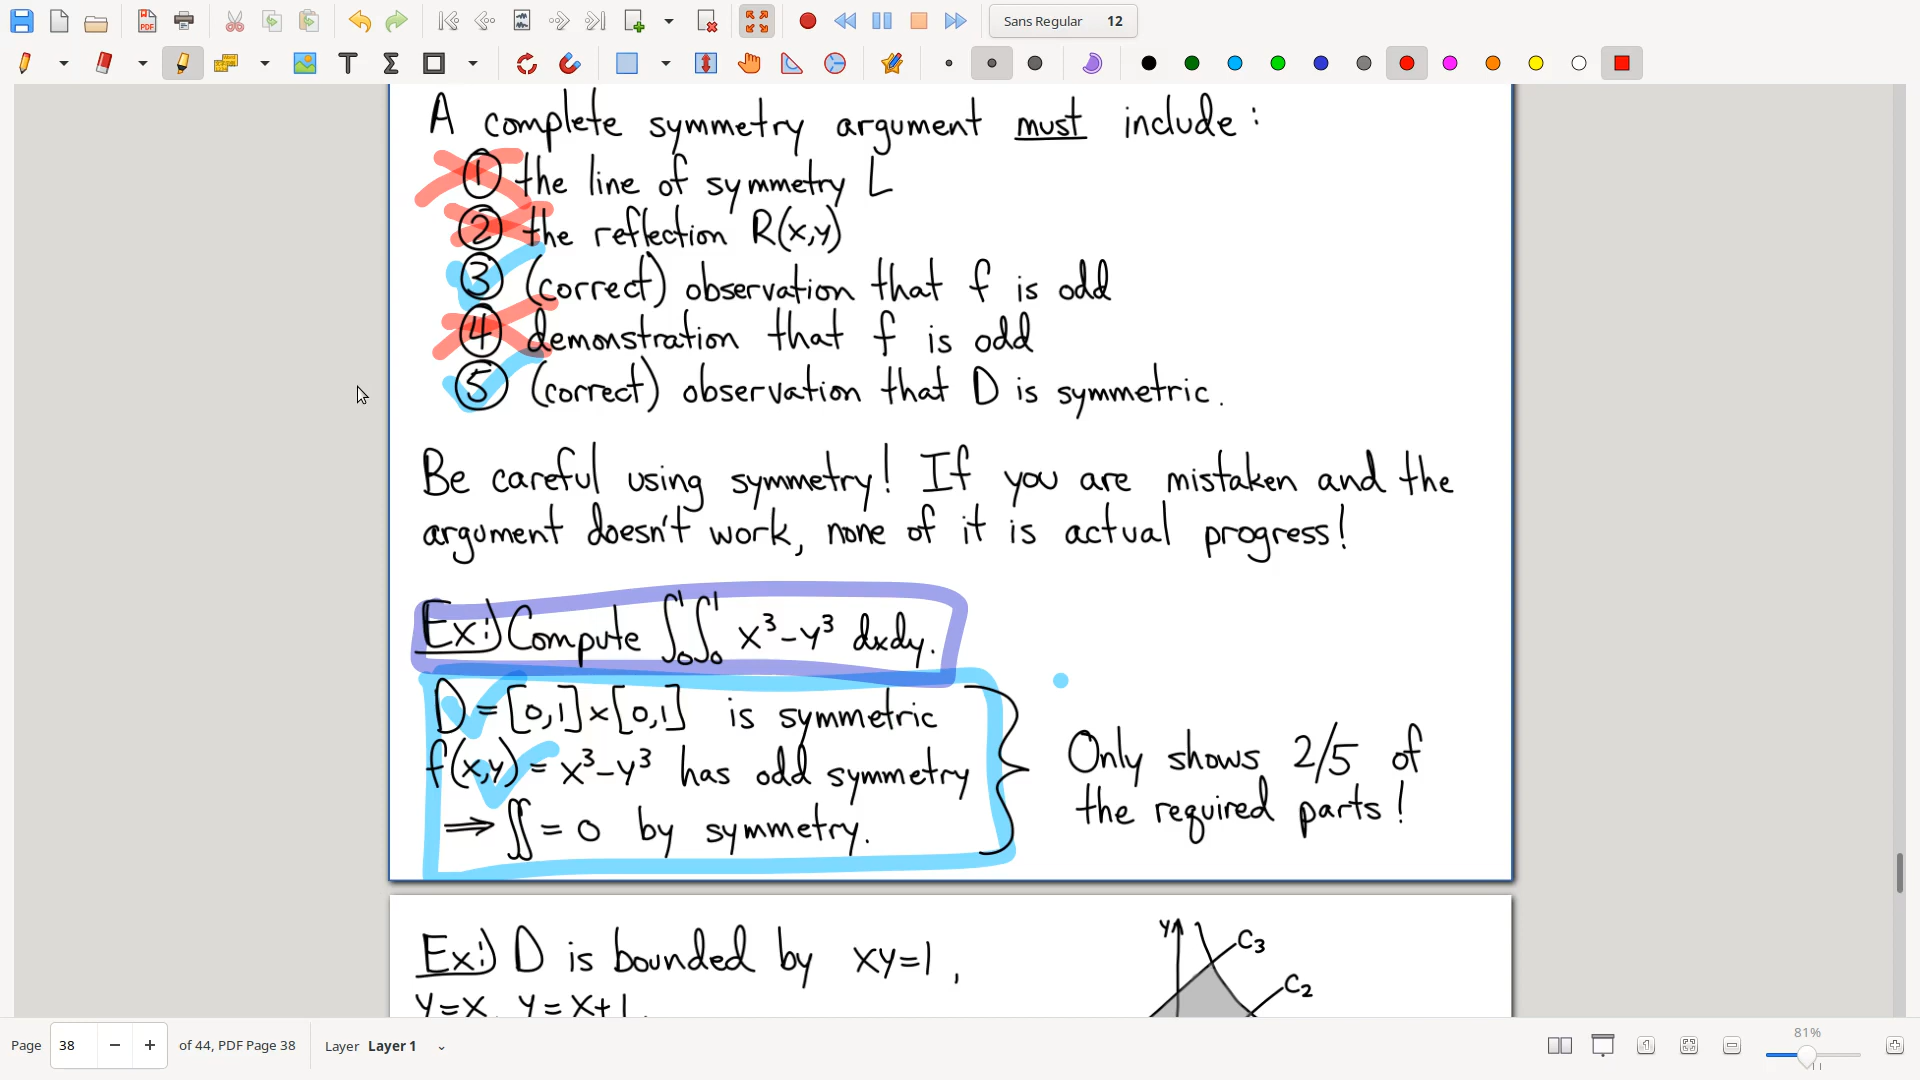 Sans Regular 12
A complete symmetry argument must include:
① the line of symmetry L
② the reflection R(x,y)
③ (correct) observation that f is odd
④ demonstration that f is odd
⑤ (correct) observation that D is symmetric.
Be careful using symmetry! If you are mistaken and the
argument doesn't work, none of it is actual progress!
Ex:) Compute ∫₀¹∫₀¹ x³-y³ dxdy.
D = [0,1]×[0,1] is symmetric
f(x,y) = x³-y³ has odd symmetry
⟹ ∬ = 0 by symmetry.
Only shows 2/5 of
the required parts!
Ex:) D is bounded by xy=1,
y=x, y=x+1,
y
C₃
C₂
Page 38 of 44, PDF Page 38 Layer Layer 1
81%